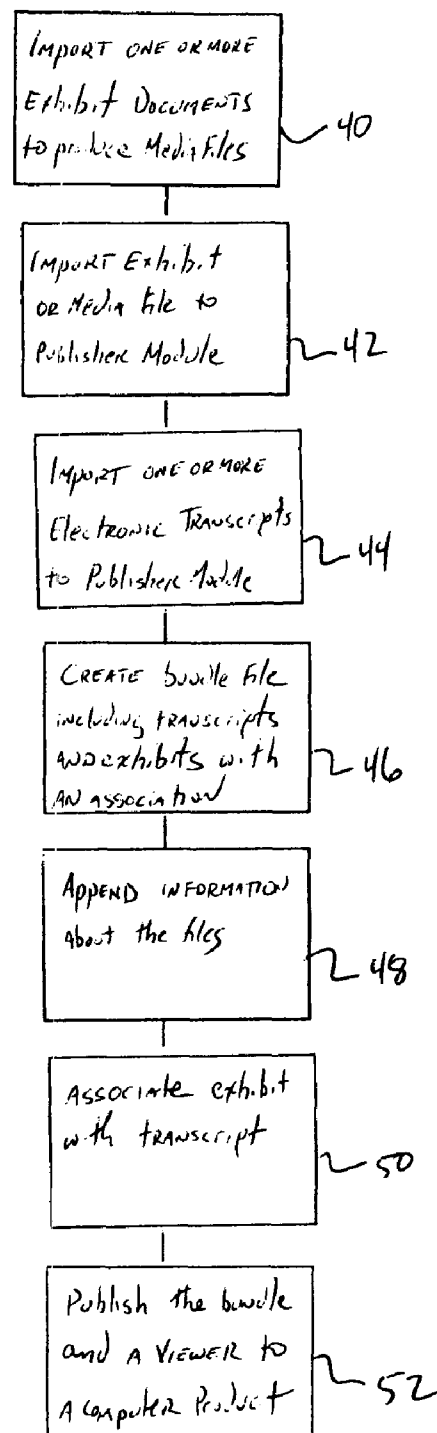 IMPORT ONE OR MORE
Exhibit Documents
to produce Media Files
40
IMPORT Exhibit
OR Media file to
Publisher Module
42
IMPORT ONE OR MORE
Electronic Transcripts
to Publisher Module
44
CREATE bundle file
including transcripts
AND exhibits with
AN association
46
APPEND INFORMATION
About the files
48
Associate exhibit
with transcript
50
Publish the bundle
and A VIEWER to
A computer Product
52